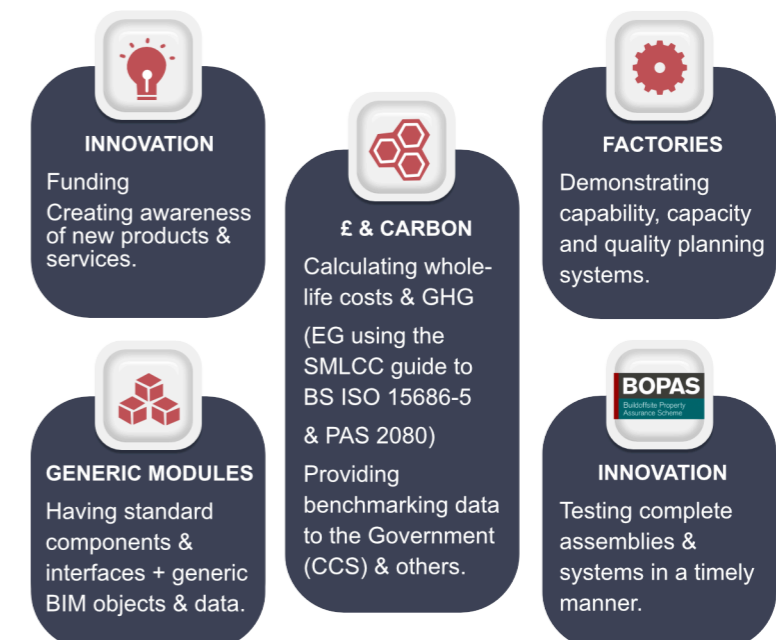 INNOVATION
Funding
Creating awareness
of new products &
services.
£ & CARBON
Calculating whole-
life costs & GHG
(EG using the
SMLCC guide to
BS ISO 15686-5
& PAS 2080)
Providing
benchmarking data
to the Government
(CCS) & others.
FACTORIES
Demonstrating
capability, capacity
and quality planning
systems.
GENERIC MODULES
Having standard
components &
interfaces + generic
BIM objects & data.
BOPAS
Buildoffsite Property
Assurance Scheme
INNOVATION
Testing complete
assemblies &
systems in a timely
manner.